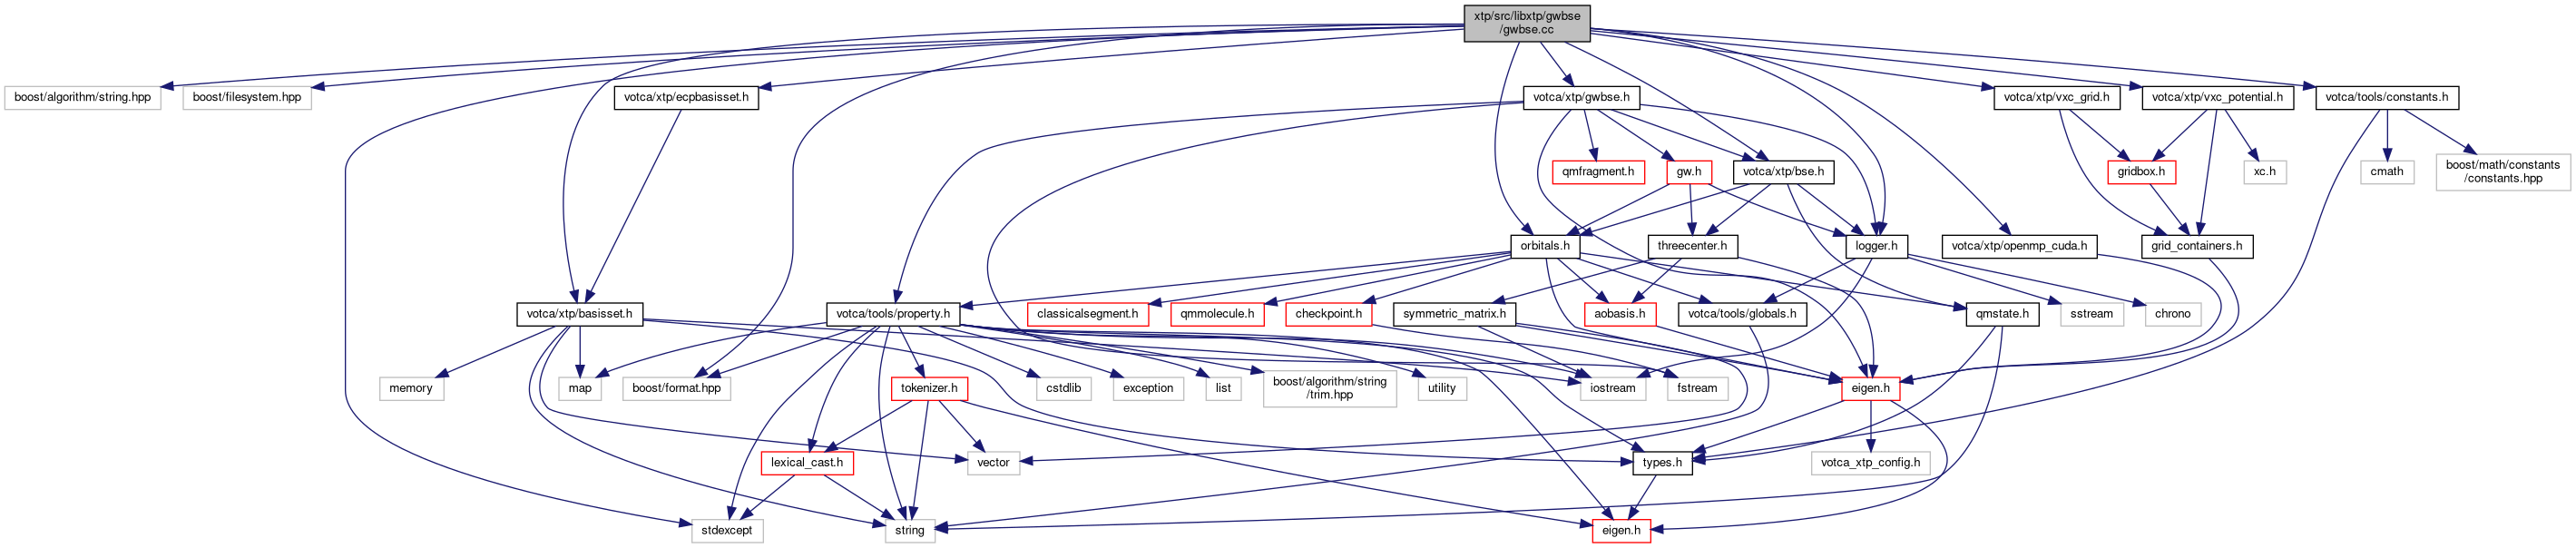 xtp/src/libxtp/gwbse
/gwbse.cc
boost/algorithm/string.hpp
boost/filesystem.hpp
votca/xtp/ecpbasisset.h
votca/xtp/gwbse.h
votca/xtp/vxc_grid.h
votca/xtp/vxc_potential.h
votca/tools/constants.h
qmfragment.h
gw.h
votca/xtp/bse.h
gridbox.h
xc.h
cmath
boost/math/constants
/constants.hpp
orbitals.h
threecenter.h
logger.h
votca/xtp/openmp_cuda.h
grid_containers.h
votca/xtp/basisset.h
votca/tools/property.h
classicalsegment.h
qmmolecule.h
checkpoint.h
symmetric_matrix.h
aobasis.h
votca/tools/globals.h
qmstate.h
sstream
chrono
memory
map
boost/format.hpp
tokenizer.h
cstdlib
exception
list
boost/algorithm/string
/trim.hpp
utility
iostream
fstream
eigen.h
lexical_cast.h
vector
types.h
votca_xtp_config.h
stdexcept
string
eigen.h